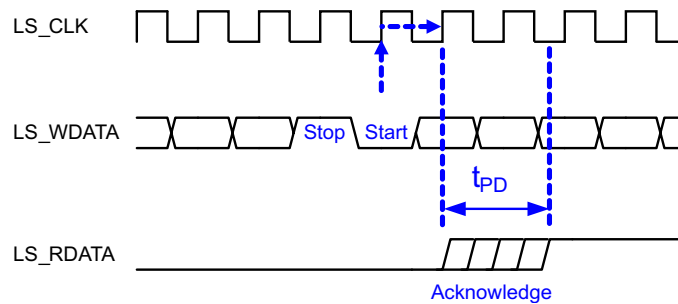 LS_CLK
LS_WDATA
Stop
Start
tPD
LS_RDATA
Acknowledge